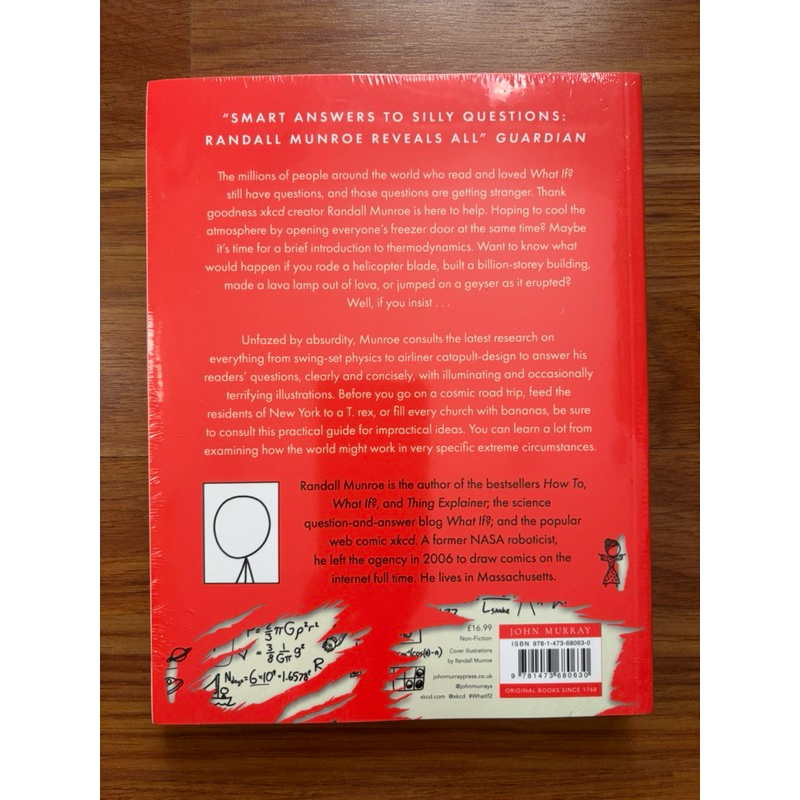 "SMART ANSWERS TO SILLY QUESTIONS:
RANDALL MUNROE REVEALS ALL" GUARDIAN
The millions of people around the world who read and loved What If?
still have questions, and those questions are getting stranger. Thank
goodness xkcd creator Randall Munroe is here to help. Hoping to cool the
atmosphere by opening everyone's freezer door at the same time? Maybe
it's time for a brief introduction to thermodynamics. Want to know what
would happen if you rode a helicopter blade, built a billion-storey building,
made a lava lamp out of lava, or jumped on a geyser as it erupted?
Well, if you insist . . .
Unfazed by absurdity, Munroe consults the latest research on
everything from swing-set physics to airliner catapult-design to answer his
readers' questions, clearly and concisely, with illuminating and occasionally
terrifying illustrations. Before you go on a cosmic road trip, feed the
residents of New York to a T. rex, or fill every church with bananas, be sure
to consult this practical guide for impractical ideas. You can learn a lot from
examining how the world might work in very specific extreme circumstances.
Randall Munroe is the author of the bestsellers How To,
What If?, and Thing Explainer; the science
question-and-answer blog What If?; and the popular
web comic xkcd. A former NASA roboticist,
he left the agency in 2006 to draw comics on the
internet full time. He lives in Massachusetts.
£16.99
Non-Fiction
Cover illustrations
by Randall Munroe
johnmurraypress.co.uk
@johnmurrays
xkcd.com @xkcd #WhatIf2
JOHN MURRAY
ISBN 978-1-473-68063-0
9 781473 680630
ORIGINAL BOOKS SINCE 1768